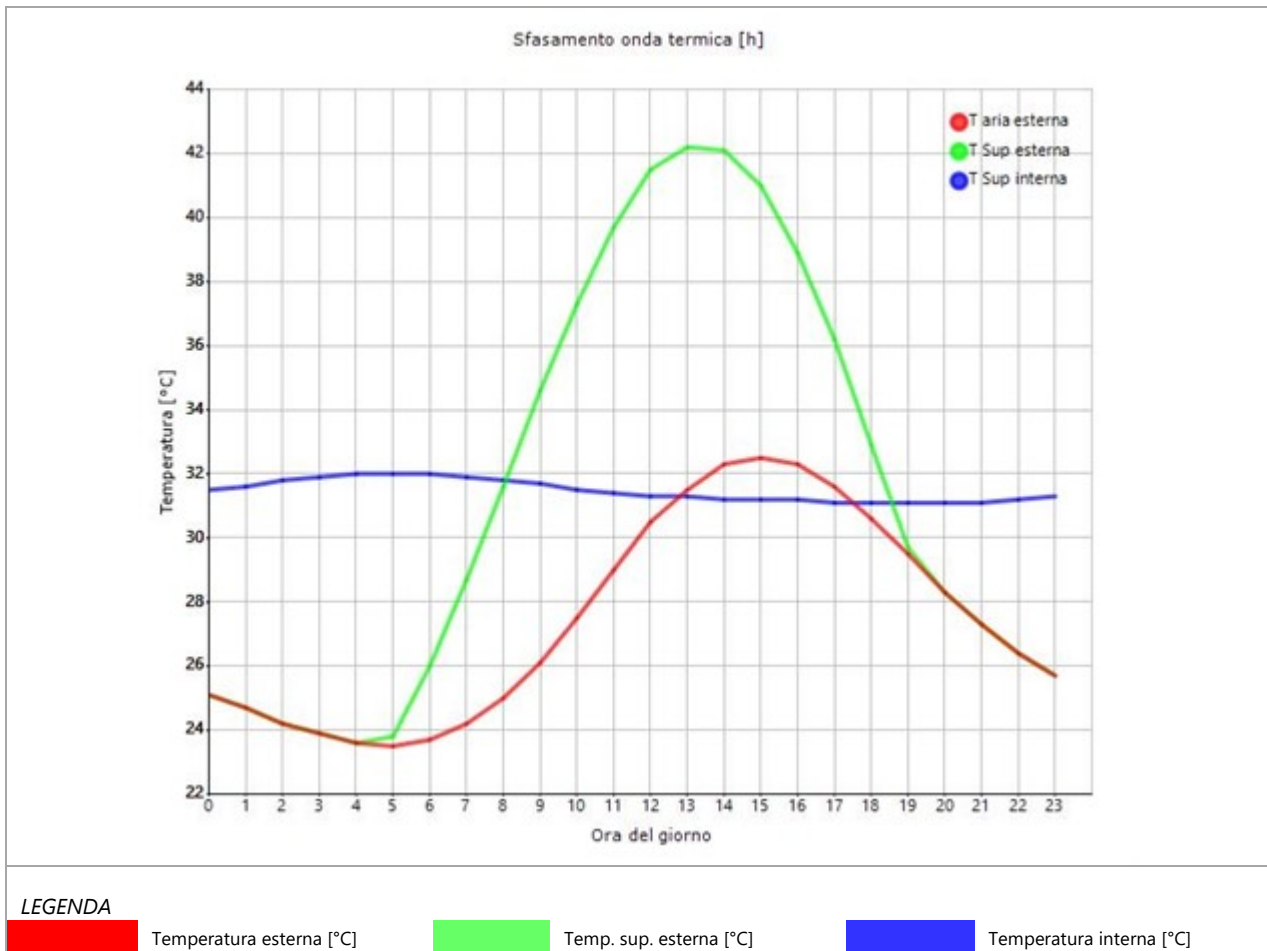 Sfasamento onda termica [h]
44
42
40
38
36
34
32
30
28
26
24
22
Temperatura [°C]
T aria esterna
T Sup esterna
T Sup interna
0 1 2 3 4 5 6 7 8 9 10 11 12 13 14 15 16 17 18 19 20 21 22 23
Ora del giorno
LEGENDA
Temperatura esterna [°C] Temp. sup. esterna [°C] Temperatura interna [°C]